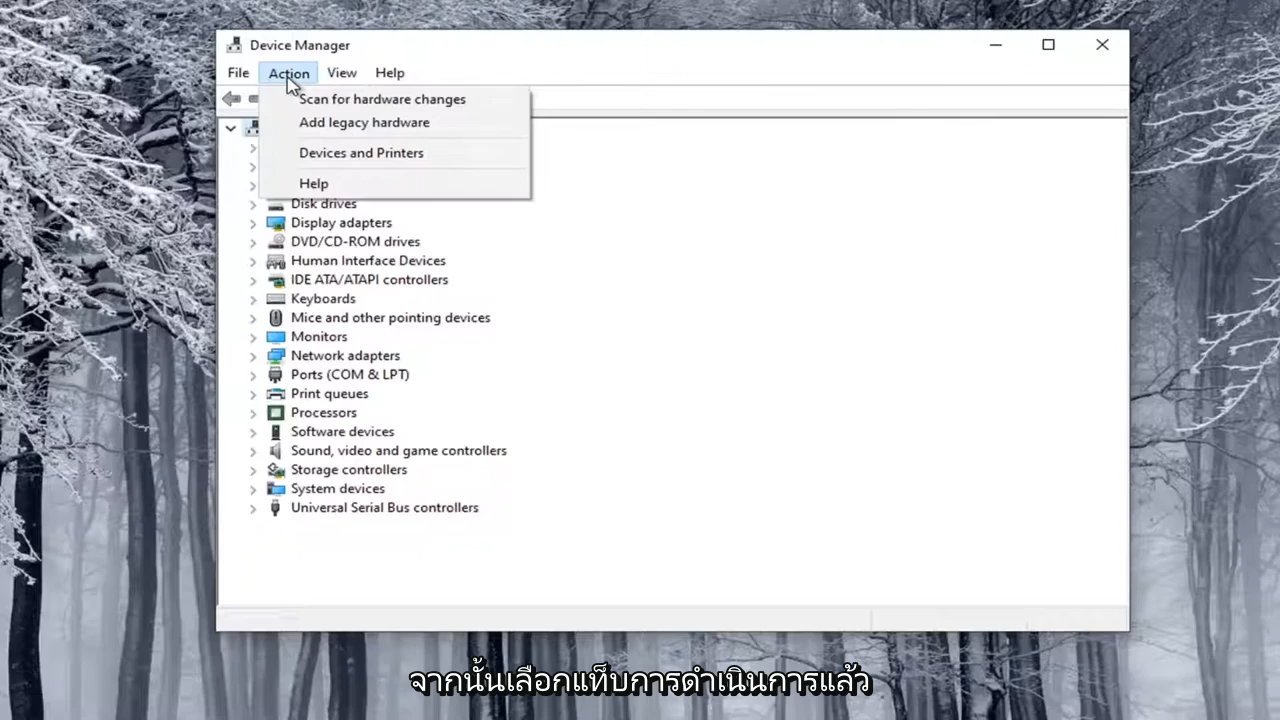 Device Manager
File Action View Help
Scan for hardware changes
Add legacy hardware
Devices and Printers
Help
Disk drives
Display adapters
DVD/CD-ROM drives
Human Interface Devices
IDE ATA/ATAPI controllers
Keyboards
Mice and other pointing devices
Monitors
Network adapters
Ports (COM & LPT)
Print queues
Processors
Software devices
Sound, video and game controllers
Storage controllers
System devices
Universal Serial Bus controllers
จากนั้นเลือกแท็บการดำเนินการแล้ว